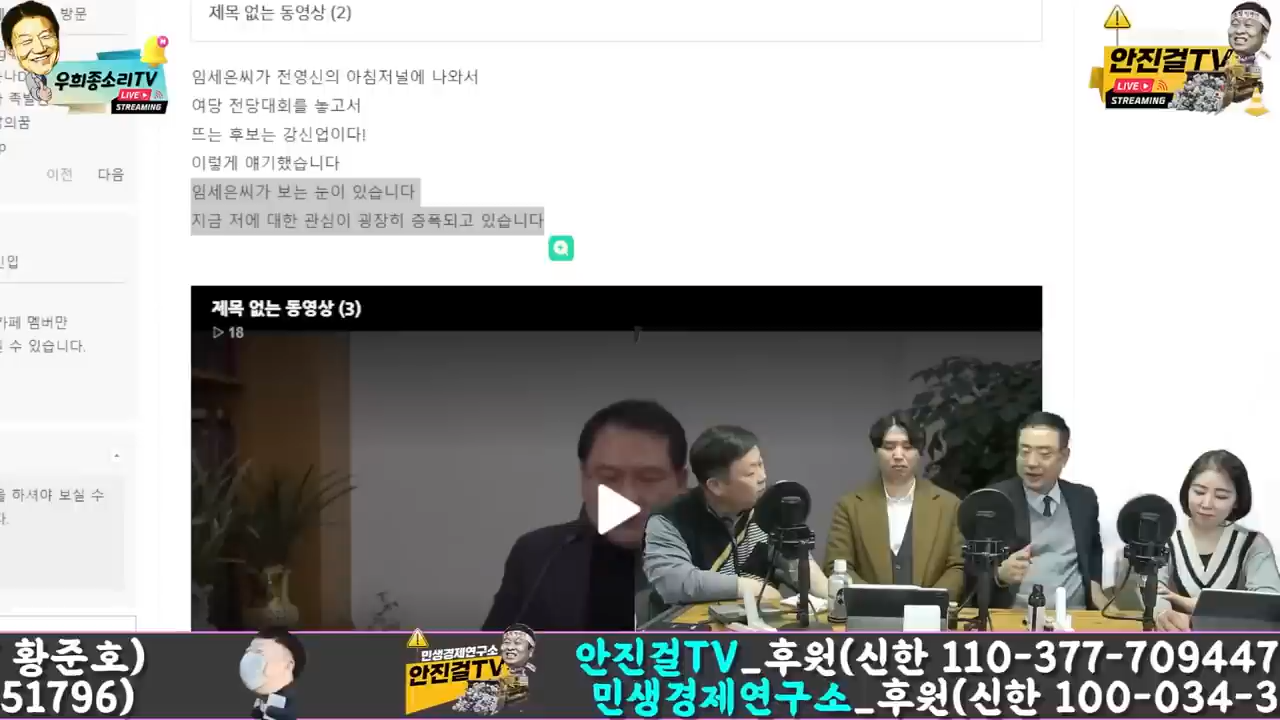 방문
제목 없는 동영상 (2)
우희종소리TV
LIVE
STREAMING
안진걸TV
LIVE
STREAMING
임세은씨가 전영신의 아침저널에 나와서
여당 전당대회를 놓고서
뜨는 후보는 강신업이다!
이렇게 얘기했습니다
임세은씨가 보는 눈이 있습니다
지금 저에 대한 관심이 굉장히 증폭되고 있습니다
이전 다음
카페 멤버만
수 있습니다.
을 하셔야 보실 수
다.
제목 없는 동영상 (3)
18
황준호)
51796)
민생경제연구소
안진걸TV
안진걸TV_후원(신한 110-377-709447
민생경제연구소_후원(신한 100-034-3